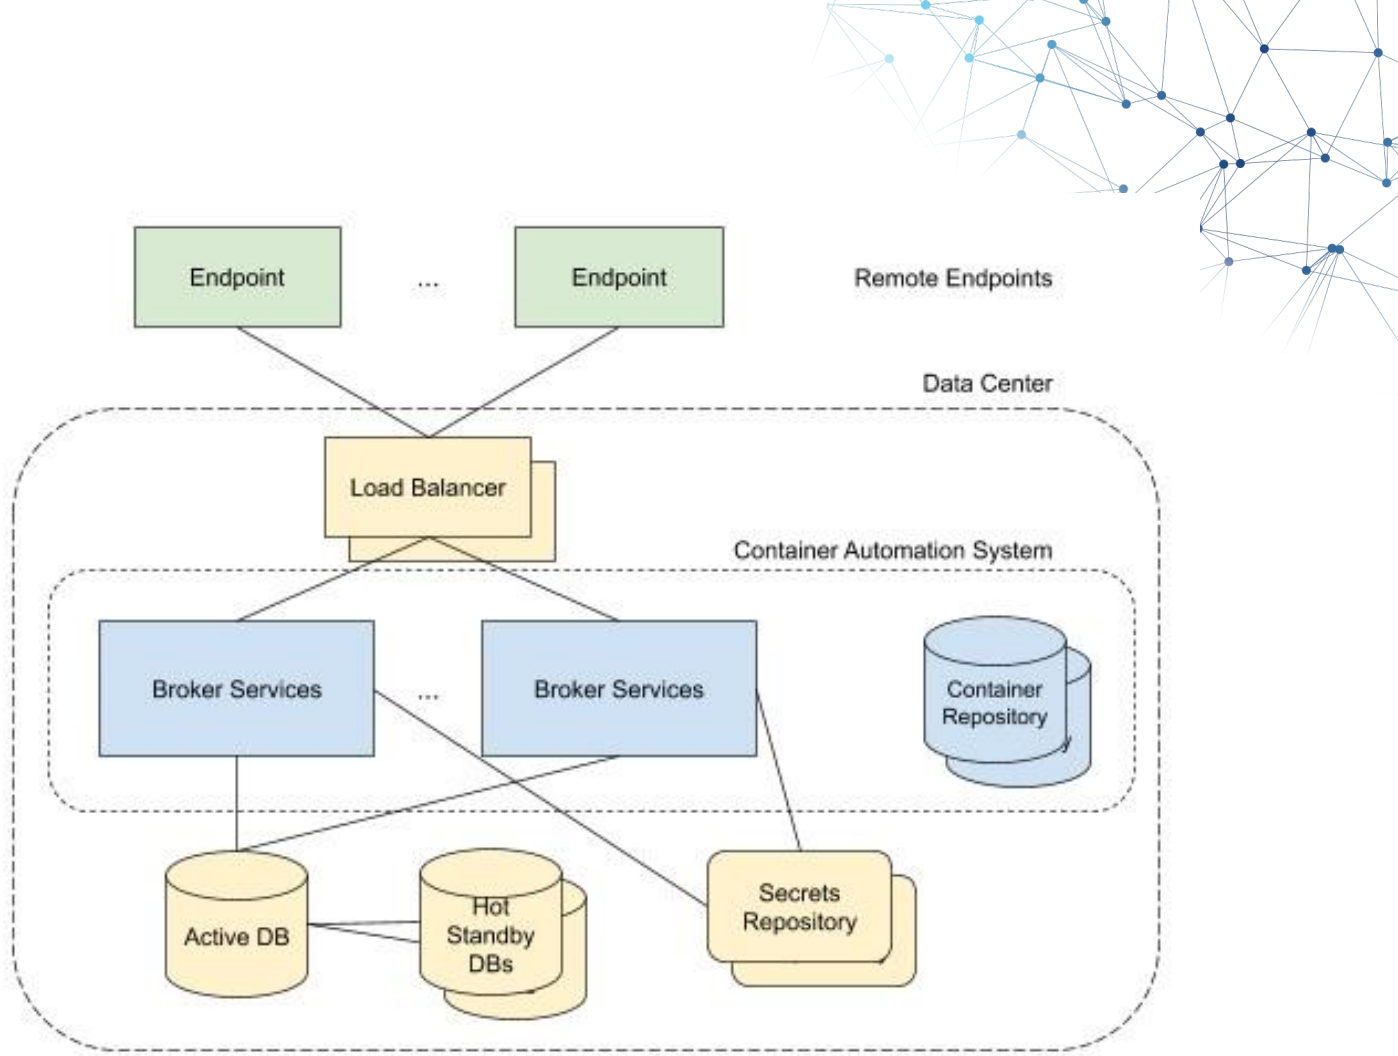 Endpoint
...
Endpoint
Remote Endpoints
Data Center
Load Balancer
Container Automation System
Broker Services
...
Broker Services
Container
Repository
y
Active DB
Hot
Standby
DBs
Secrets
Repository